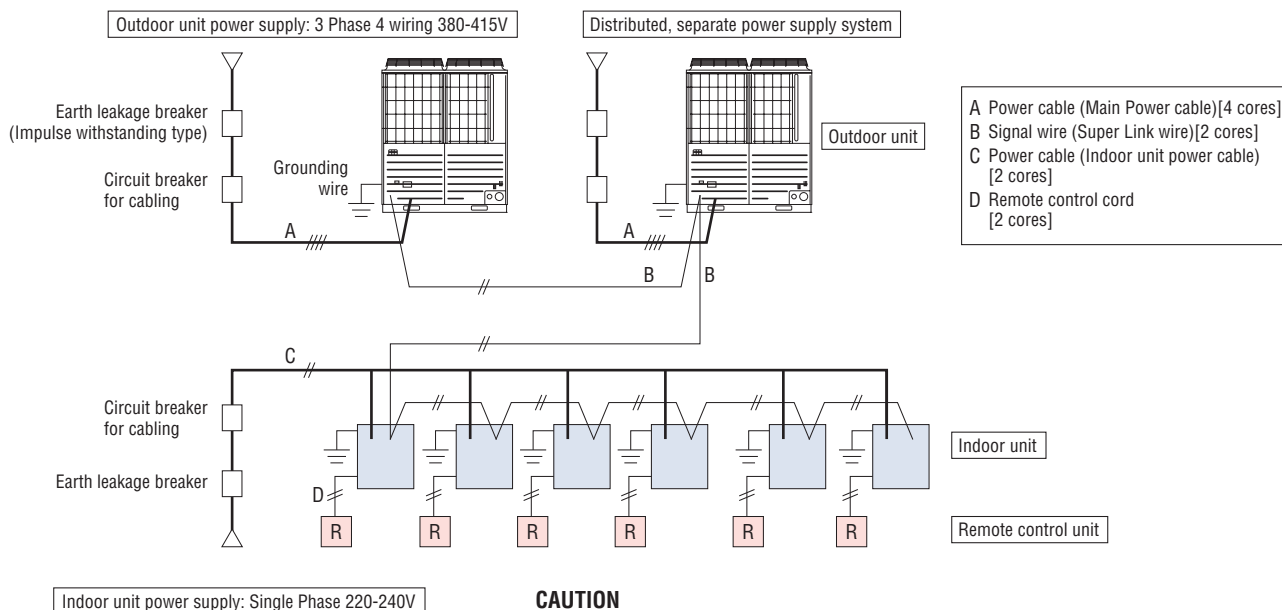 Outdoor unit power supply: 3 Phase 4 wiring 380-415V
Distributed, separate power supply system
Earth leakage breaker
(Impulse withstanding type)
Circuit breaker
for cabling
Grounding
wire
Outdoor unit
A Power cable (Main Power cable)[4 cores]
B Signal wire (Super Link wire)[2 cores]
C Power cable (Indoor unit power cable)
[2 cores]
D Remote control cord
[2 cores]
A
A
B
B
C
Circuit breaker
for cabling
Earth leakage breaker
Indoor unit
D
R
R
R
R
R
R
Remote control unit
Indoor unit power supply: Single Phase 220-240V
CAUTION